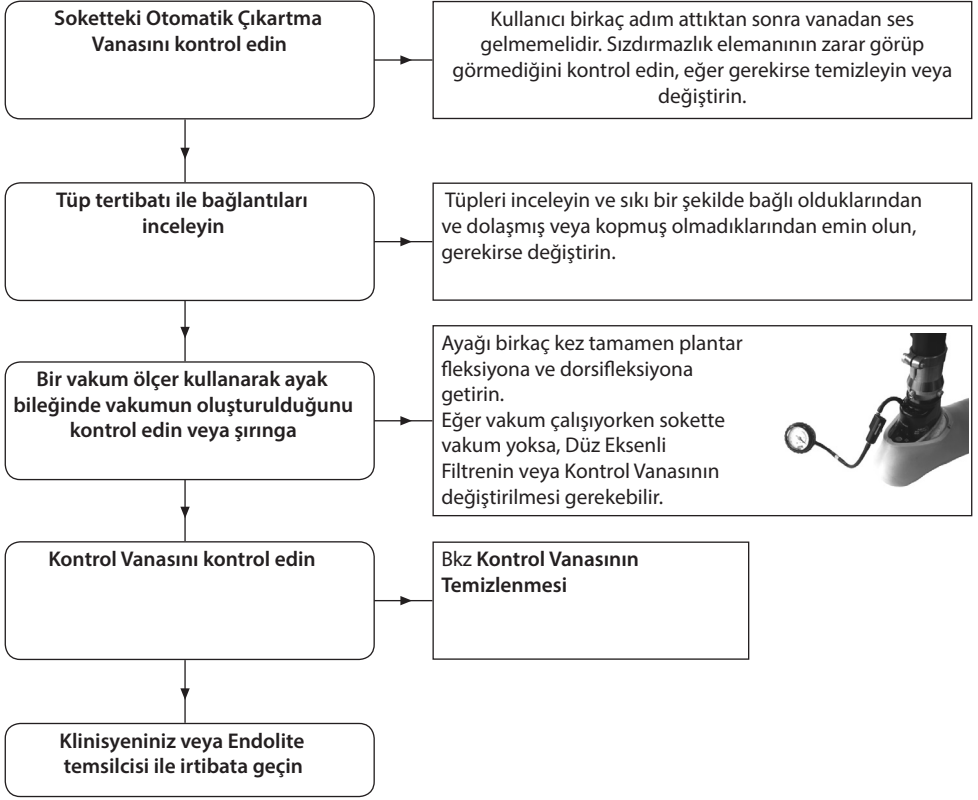 Soketteki Otomatik Çıkartma
Vanasını kontrol edin
Kullanıcı birkaç adım attıktan sonra vanadan ses
gelmemelidir. Sızdırmazlık elemanının zarar görüp
görmediğini kontrol edin, eğer gerekirse temizleyin veya
değiştirin.
Tüp tertibatı ile bağlantıları
inceleyin
Tüpleri inceleyin ve sıkı bir şekilde bağlı olduklarından
ve dolaşmış veya kopmuş olmadıklarından emin olun,
gerekirse değiştirin.
Bir vakum ölçer kullanarak ayak
bileğinde vakumun oluşturulduğunu
kontrol edin veya şırınga
Ayağı birkaç kez tamamen plantar
fleksiyona ve dorsifleksiyona
getirin.
Eğer vakum çalışıyorken sokette
vakum yoksa, Düz Eksenli
Filtrenin veya Kontrol Vanasının
değiştirilmesi gerekebilir.
Kontrol Vanasını kontrol edin
Bkz Kontrol Vanasının
Temizlenmesi
Klinisyeniniz veya Endolite
temsilcisi ile irtibata geçin